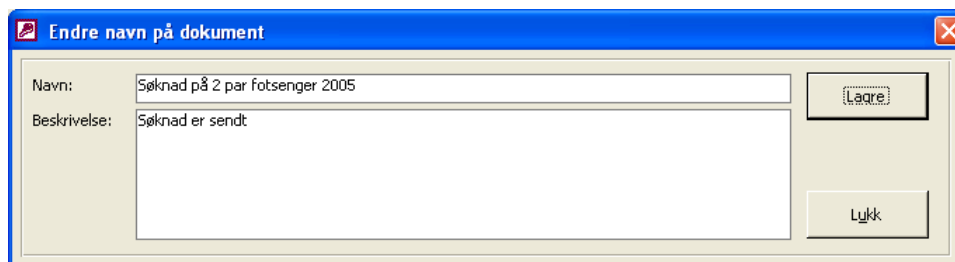 Endre navn på dokument
Navn:
Søknad på 2 par fotsenger 2005
Lagre
Beskrivelse:
Søknad er sendt
Lukk